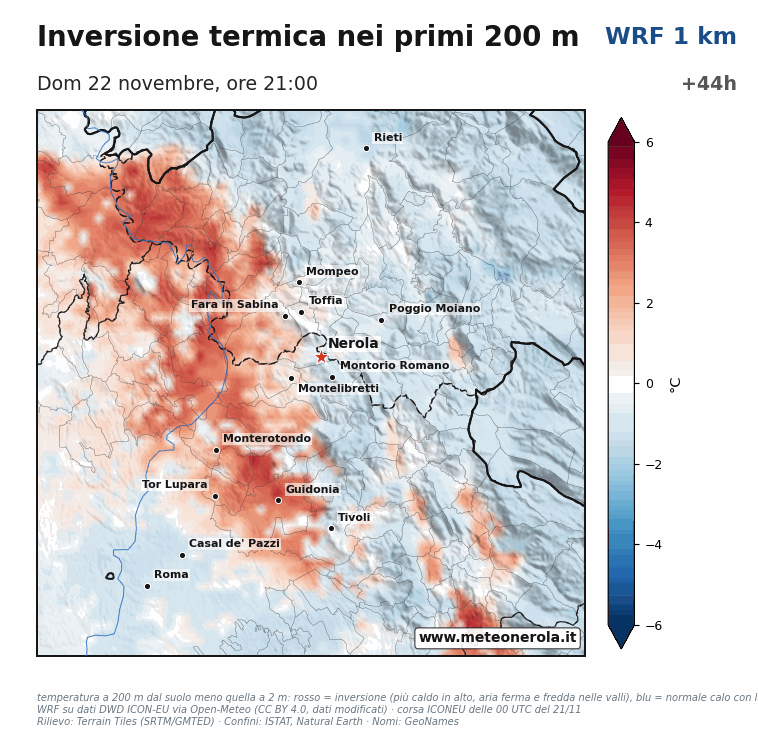 Inversione termica nei primi 200 m WRF 1 km
Dom 22 novembre, ore 21:00 +44h
Rieti
Mompeo
Fara in Sabina
Toffia
Poggio Moiano
Nerola
Montorio Romano
Montelibretti
Monterotondo
Tor Lupara
Guidonia
Tivoli
Casal de' Pazzi
Roma
www.meteonerola.it
6
4
2
0
−2
−4
−6
°C
temperatura a 200 m dal suolo meno quella a 2 m: rosso = inversione (più caldo in alto, aria ferma e fredda nelle valli), blu = normale calo con l
WRF su dati DWD ICON-EU via Open-Meteo (CC BY 4.0, dati modificati) · corsa ICONEU delle 00 UTC del 21/11
Rilievo: Terrain Tiles (SRTM/GMTED) · Confini: ISTAT, Natural Earth · Nomi: GeoNames